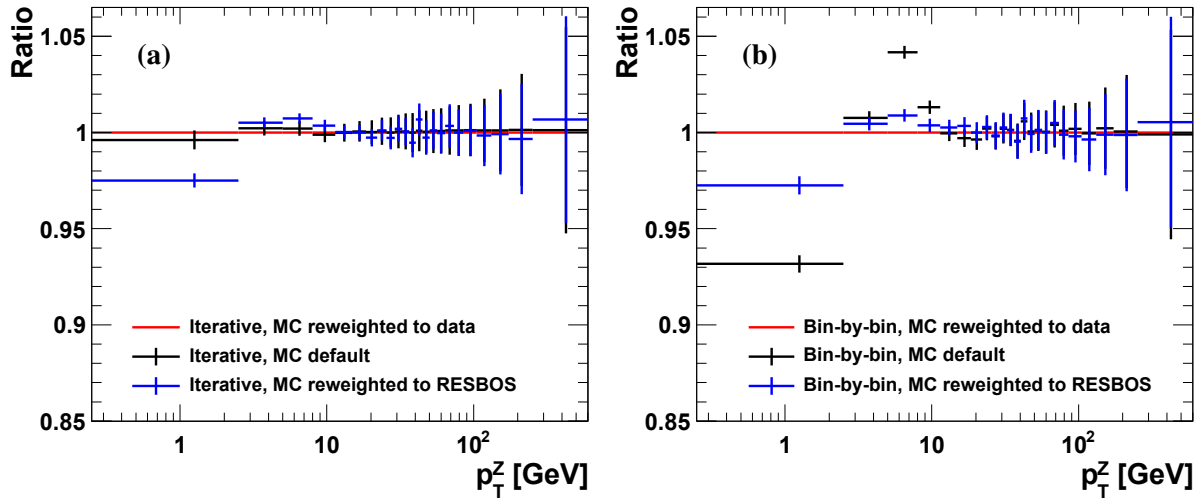 Ratio
1.05
1
0.95
0.9
0.85
(a)
Iterative, MC reweighted to data
Iterative, MC default
Iterative, MC reweighted to RESBOS
1 10 10² p_T^Z [GeV]
Ratio
1.05
1
0.95
0.9
0.85
(b)
Bin-by-bin, MC reweighted to data
Bin-by-bin, MC default
Bin-by-bin, MC reweighted to RESBOS
1 10 10²
p_T^Z [GeV]